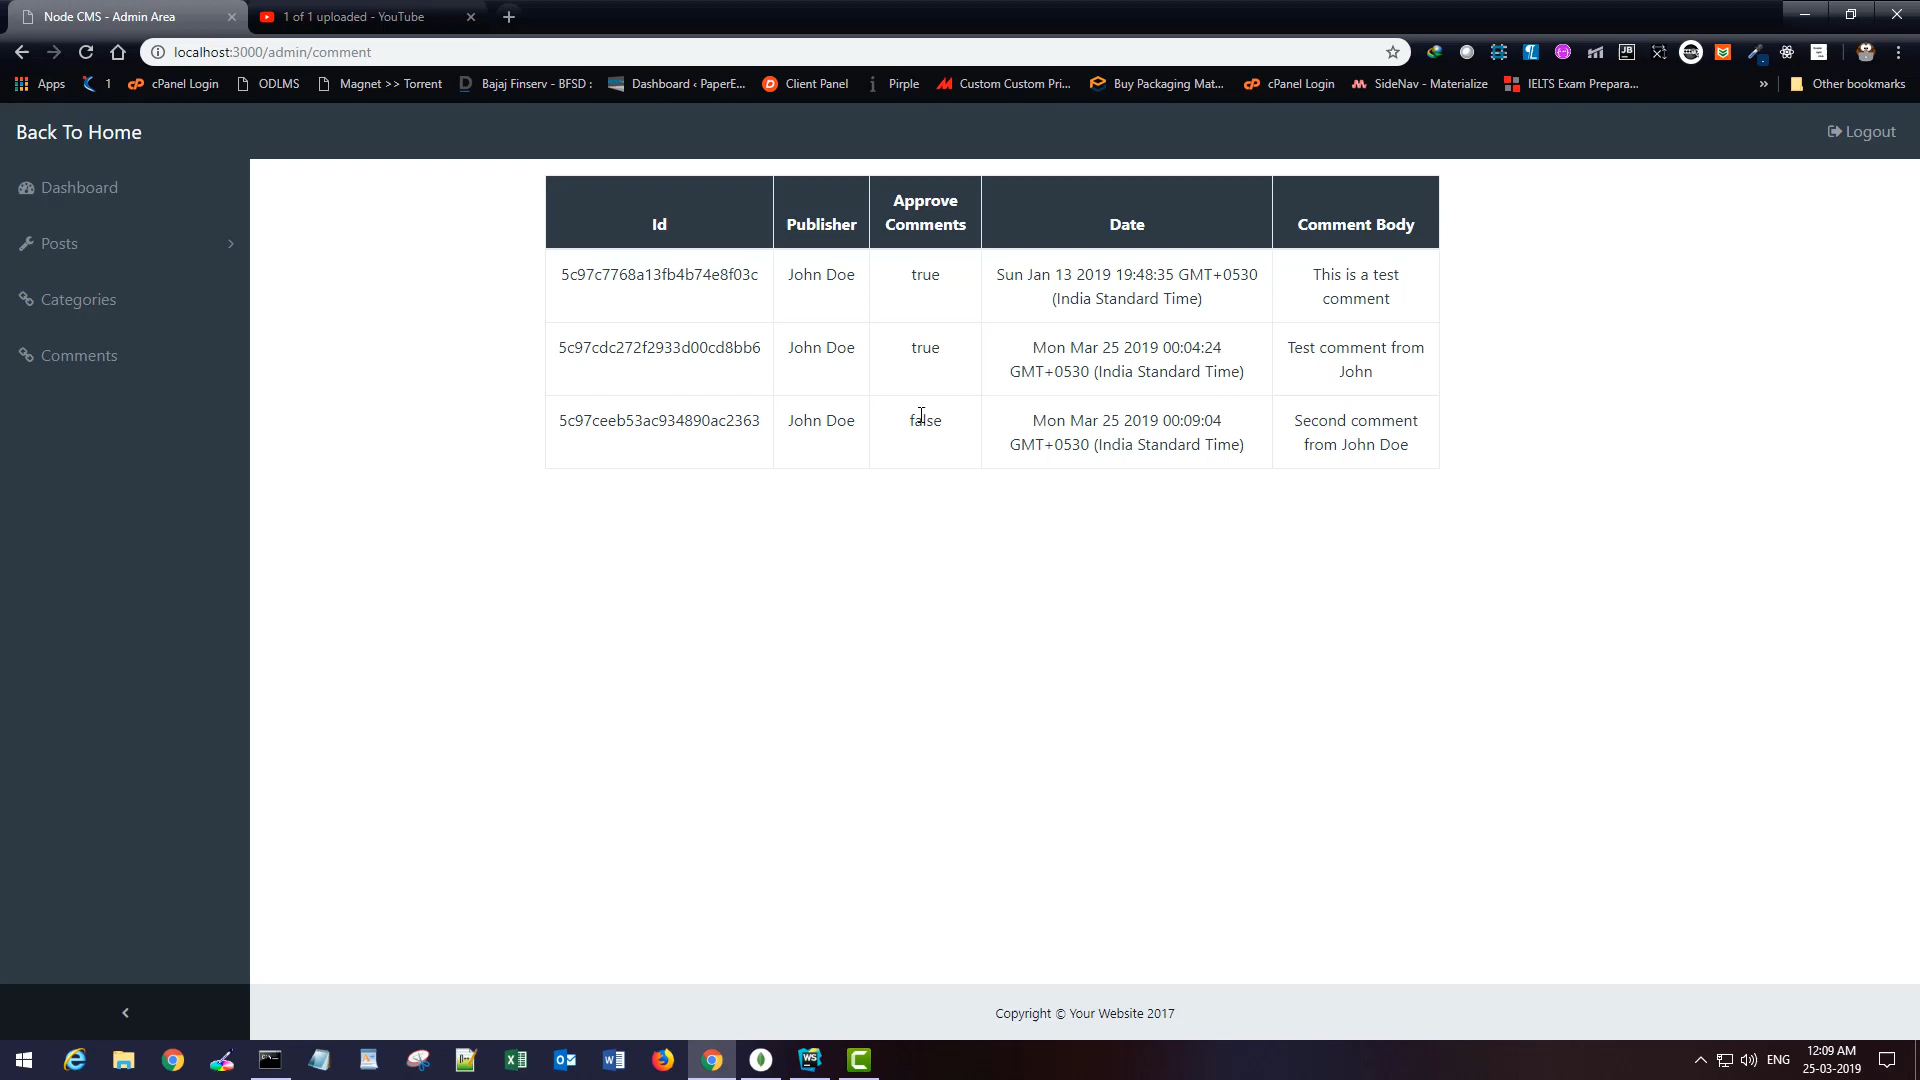 Node CMS - Admin Area
1 of 1 uploaded - YouTube
localhost:3000/admin/comment
Apps
1
cPanel Login
ODLMS
Magnet >> Torrent
Bajaj Finserv - BFSD :
Dashboard ‹ PaperE...
Client Panel
Pirple
Custom Custom Pri...
Buy Packaging Mat...
cPanel Login
SideNav - Materialize
IELTS Exam Prepara...
»
Other bookmarks
Back To Home
Logout
Dashboard
Posts
Categories
Comments
Id
Publisher
Approve
Comments
Date
Comment Body
5c97c7768a13fb4b74e8f03c
John Doe
true
Sun Jan 13 2019 19:48:35 GMT+0530
(India Standard Time)
This is a test
comment
5c97cdc272f2933d00cd8bb6
John Doe
true
Mon Mar 25 2019 00:04:24
GMT+0530 (India Standard Time)
Test comment from
John
5c97ceeb53ac934890ac2363
John Doe
false
Mon Mar 25 2019 00:09:04
GMT+0530 (India Standard Time)
Second comment
from John Doe
Copyright © Your Website 2017
ENG
12:09 AM
25-03-2019